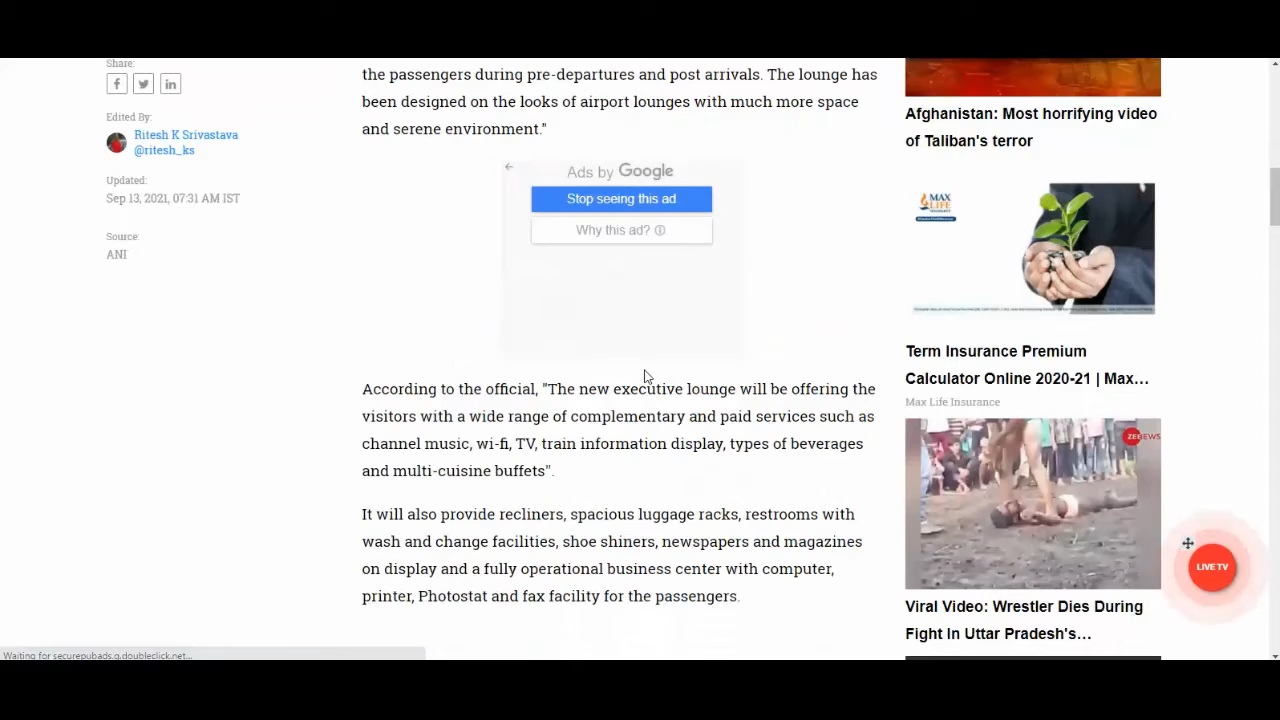 Share:
Edited By:
Ritesh K Srivastava
@ritesh_ks
Updated:
Sep 13, 2021, 07:31 AM IST
Source:
ANI
the passengers during pre-departures and post arrivals. The lounge has
been designed on the looks of airport lounges with much more space
and serene environment."
Ads by Google
Stop seeing this ad
Why this ad?
According to the official, "The new executive lounge will be offering the
visitors with a wide range of complementary and paid services such as
channel music, wi-fi, TV, train information display, types of beverages
and multi-cuisine buffets".
It will also provide recliners, spacious luggage racks, restrooms with
wash and change facilities, shoe shiners, newspapers and magazines
on display and a fully operational business center with computer,
printer, Photostat and fax facility for the passengers.
Afghanistan: Most horrifying video
of Taliban's terror
MAX
LIFE
INSURANCE
Term Insurance Premium
Calculator Online 2020-21 | Max...
Max Life Insurance
ZEE NEWS
Viral Video: Wrestler Dies During
Fight In Uttar Pradesh's...
LIVE TV
Waiting for securepubads.g.doubleclick.net...